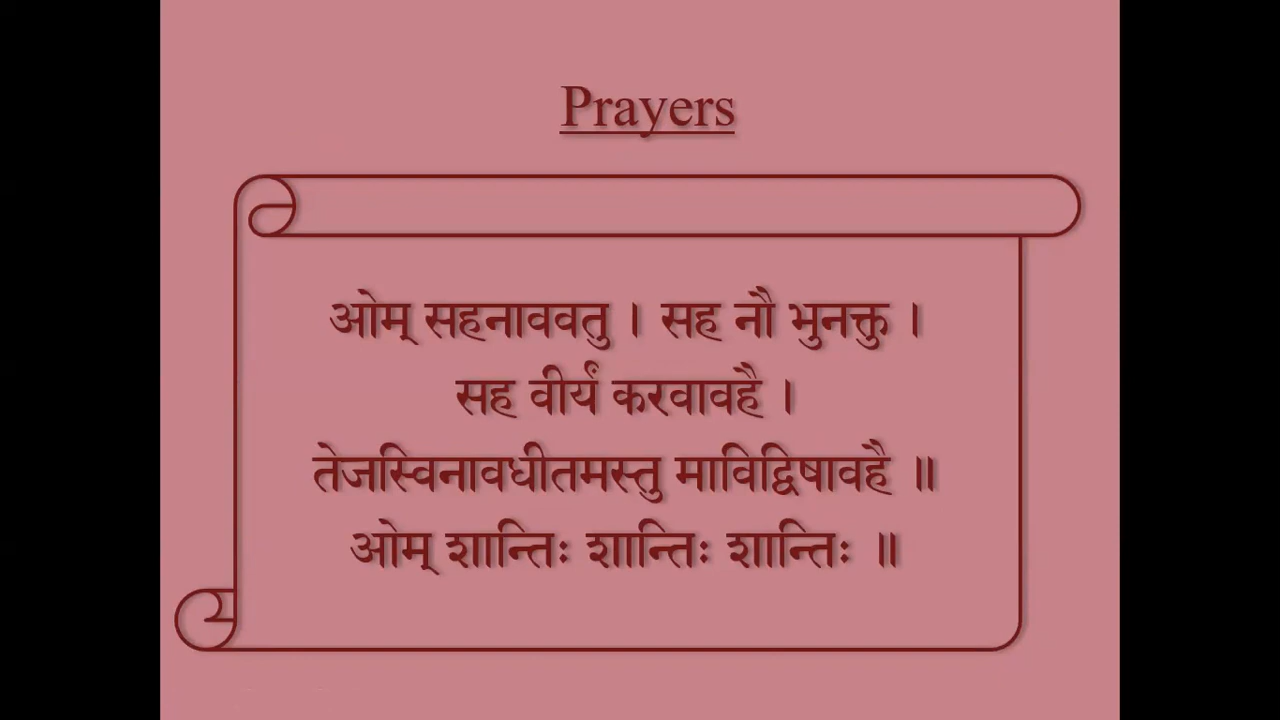 Prayers
ओम् सहनाववतु । सह नौ भुनक्तु ।
सह वीर्यं करवावहै ।
तेजस्विनावधीतमस्तु माविद्विषावहै ॥
ओम् शान्तिः शान्तिः शान्तिः ॥